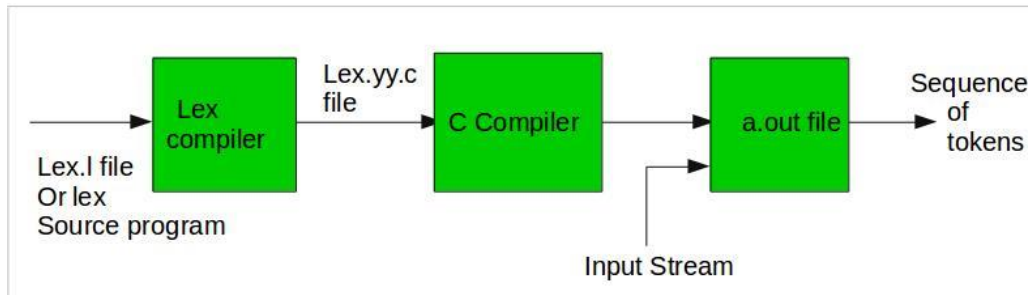 Lex.l file
Or lex
Source program
Lex
compiler
Lex.yy.c
file
C Compiler
a.out file
Input Stream
Sequence
of
tokens